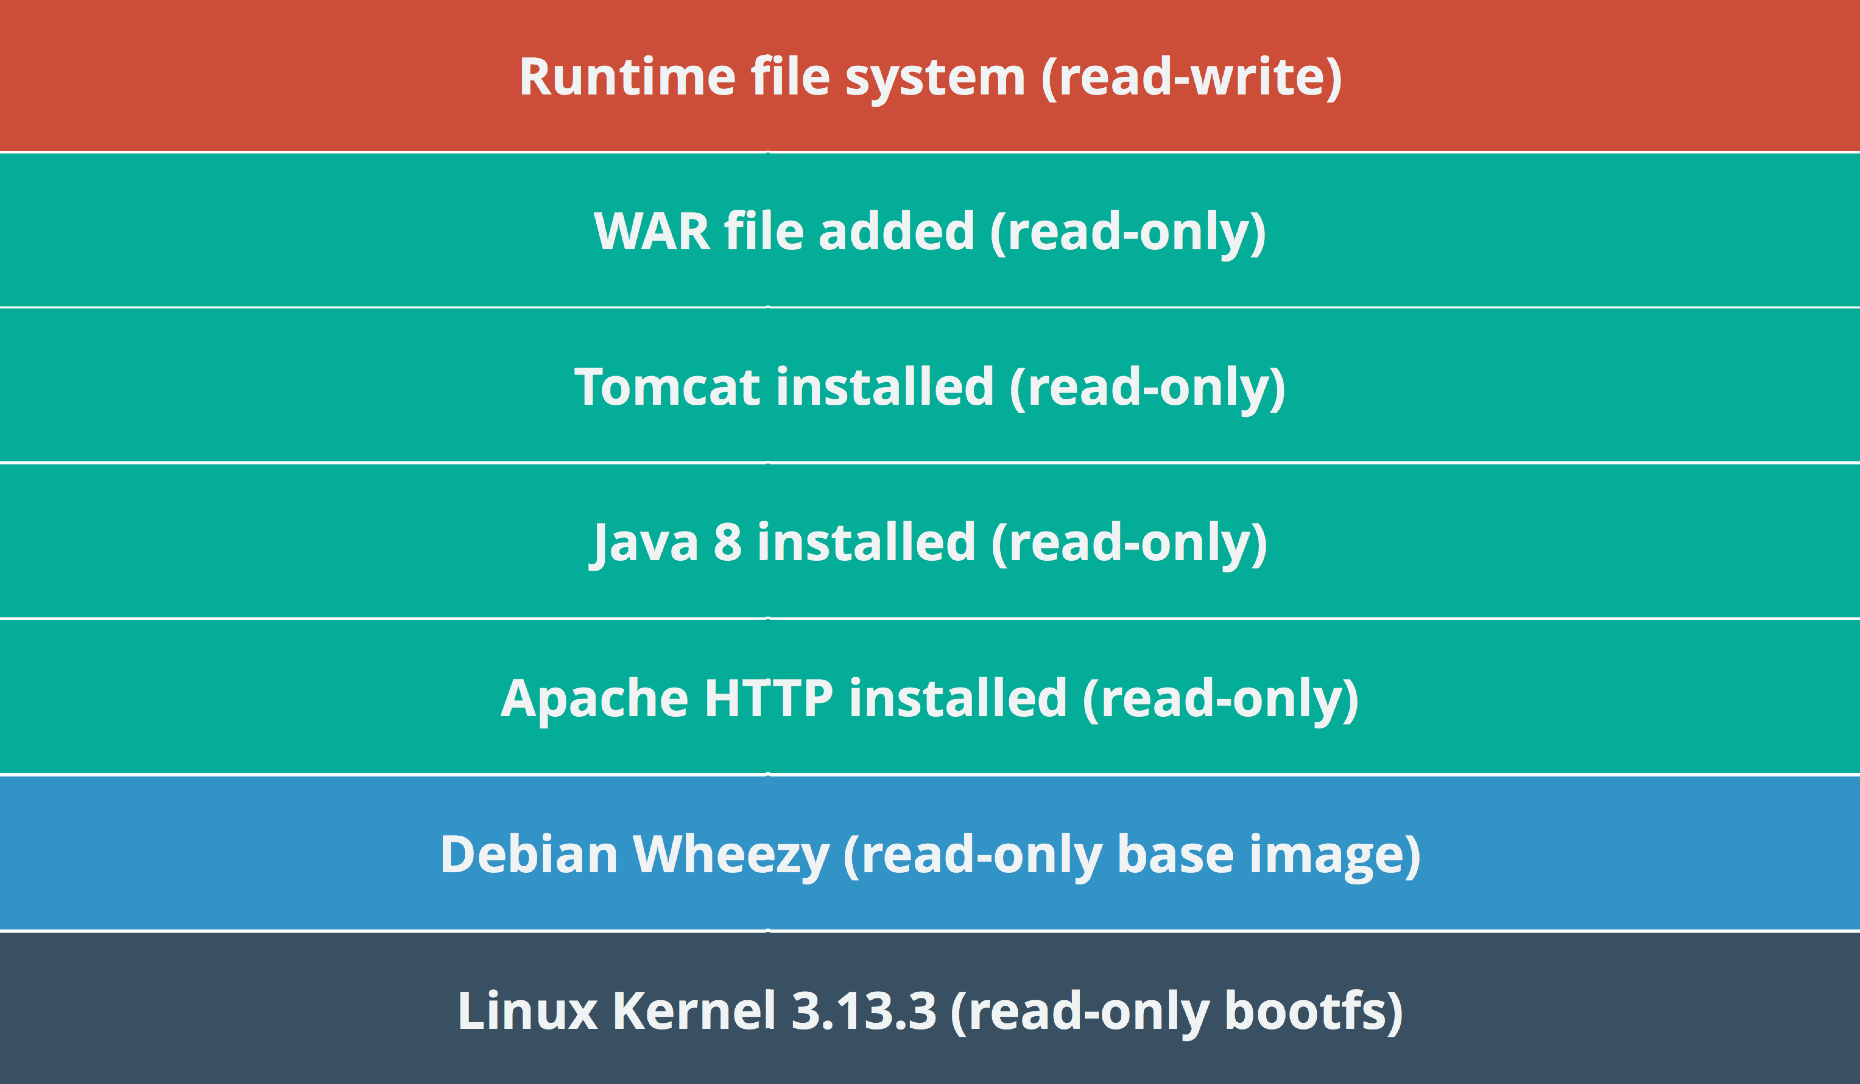 Runtime file system (read-write)
WAR file added (read-only)
Tomcat installed (read-only)
Java 8 installed (read-only)
Apache HTTP installed (read-only)
Debian Wheezy (read-only base image)
Linux Kernel 3.13.3 (read-only bootfs)